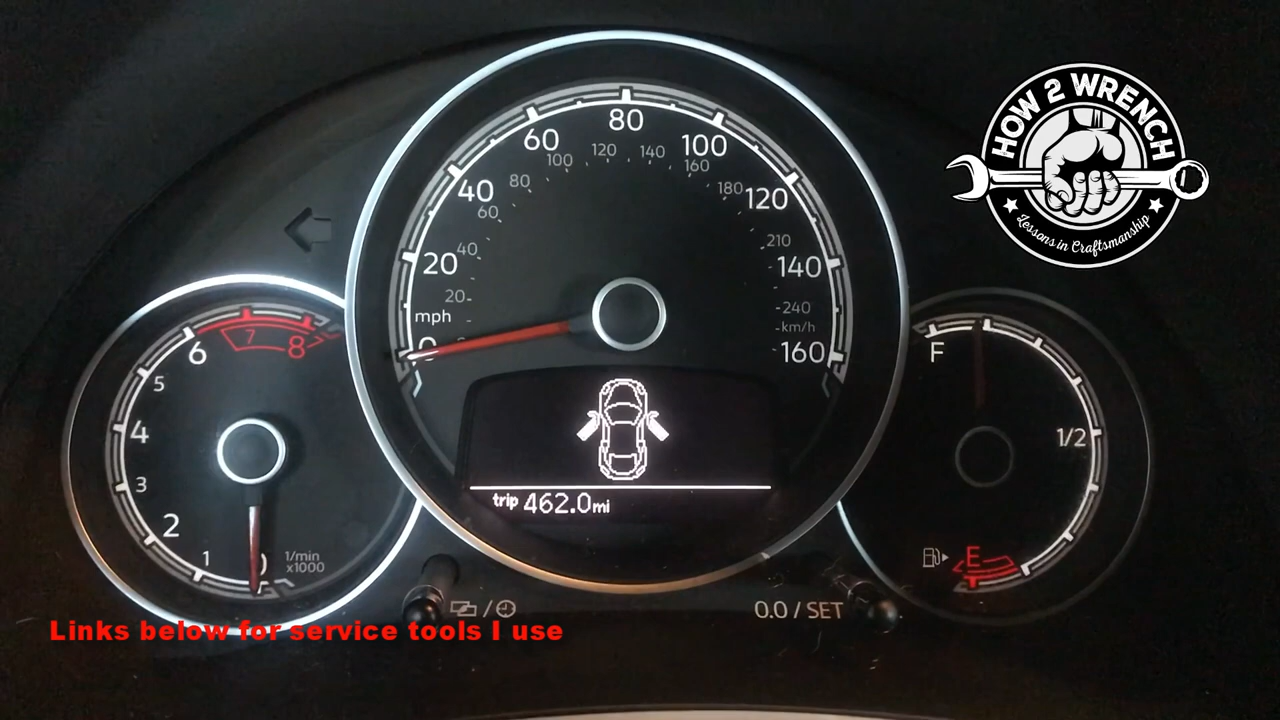 HOW 2 WRENCH
Lessons in Craftsmanship
80
60
100
100
120
140
160
40
80
180
120
60
20
40
210
140
20
240
mph
km/h
0
160
6
7
8
5
4
3
2
1
0
1/min
x1000
F
1/2
E
trip 462.0mi
0.0 / SET
Links below for service tools I use